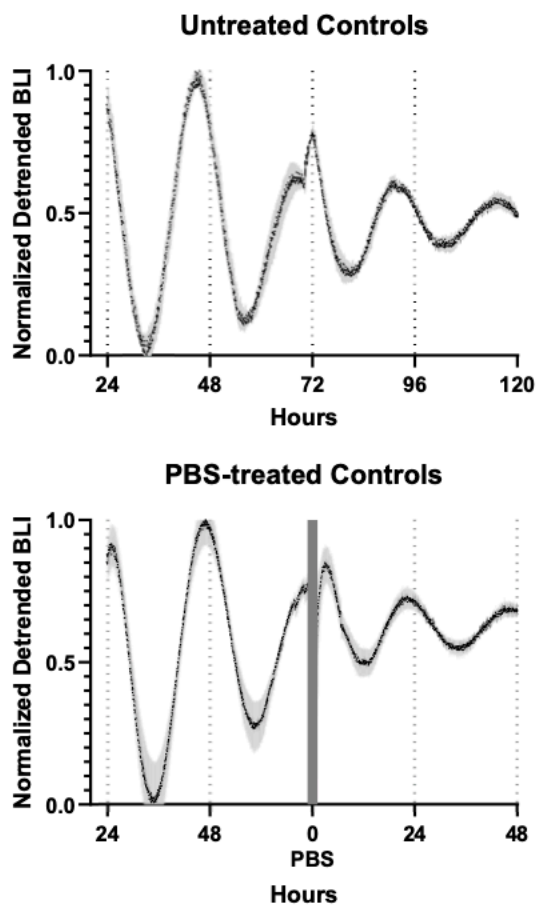 Untreated Controls
Normalized Detrended BLI
1.0
0.5
0.0
24 48 72 96 120
Hours
PBS-treated Controls
Normalized Detrended BLI
1.0
0.5
0.0
24 48 0 24 48
PBS
Hours